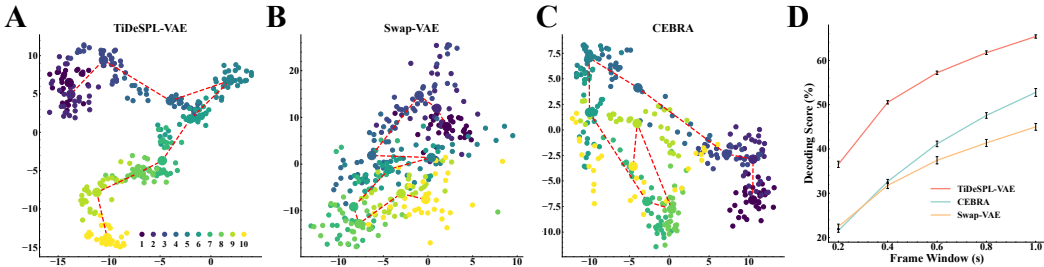 A
TiDeSPL-VAE
10
5
0
−5
−10
−15
−15 −10 −5 0
1 2 3 4 5 6 7 8 9 10
B
Swap-VAE
20
10
0
−10
−10 −5 0 5 10
C
CEBRA
7.5
5.0
2.5
0.0
−2.5
−5.0
−7.5
−10.0
−10 −5 0 5 10
D
Decoding Score (%)
60
50
40
30
20
TiDeSPL-VAE
CEBRA
Swap-VAE
0.2 0.4 0.6 0.8 1.0
Frame Window (s)